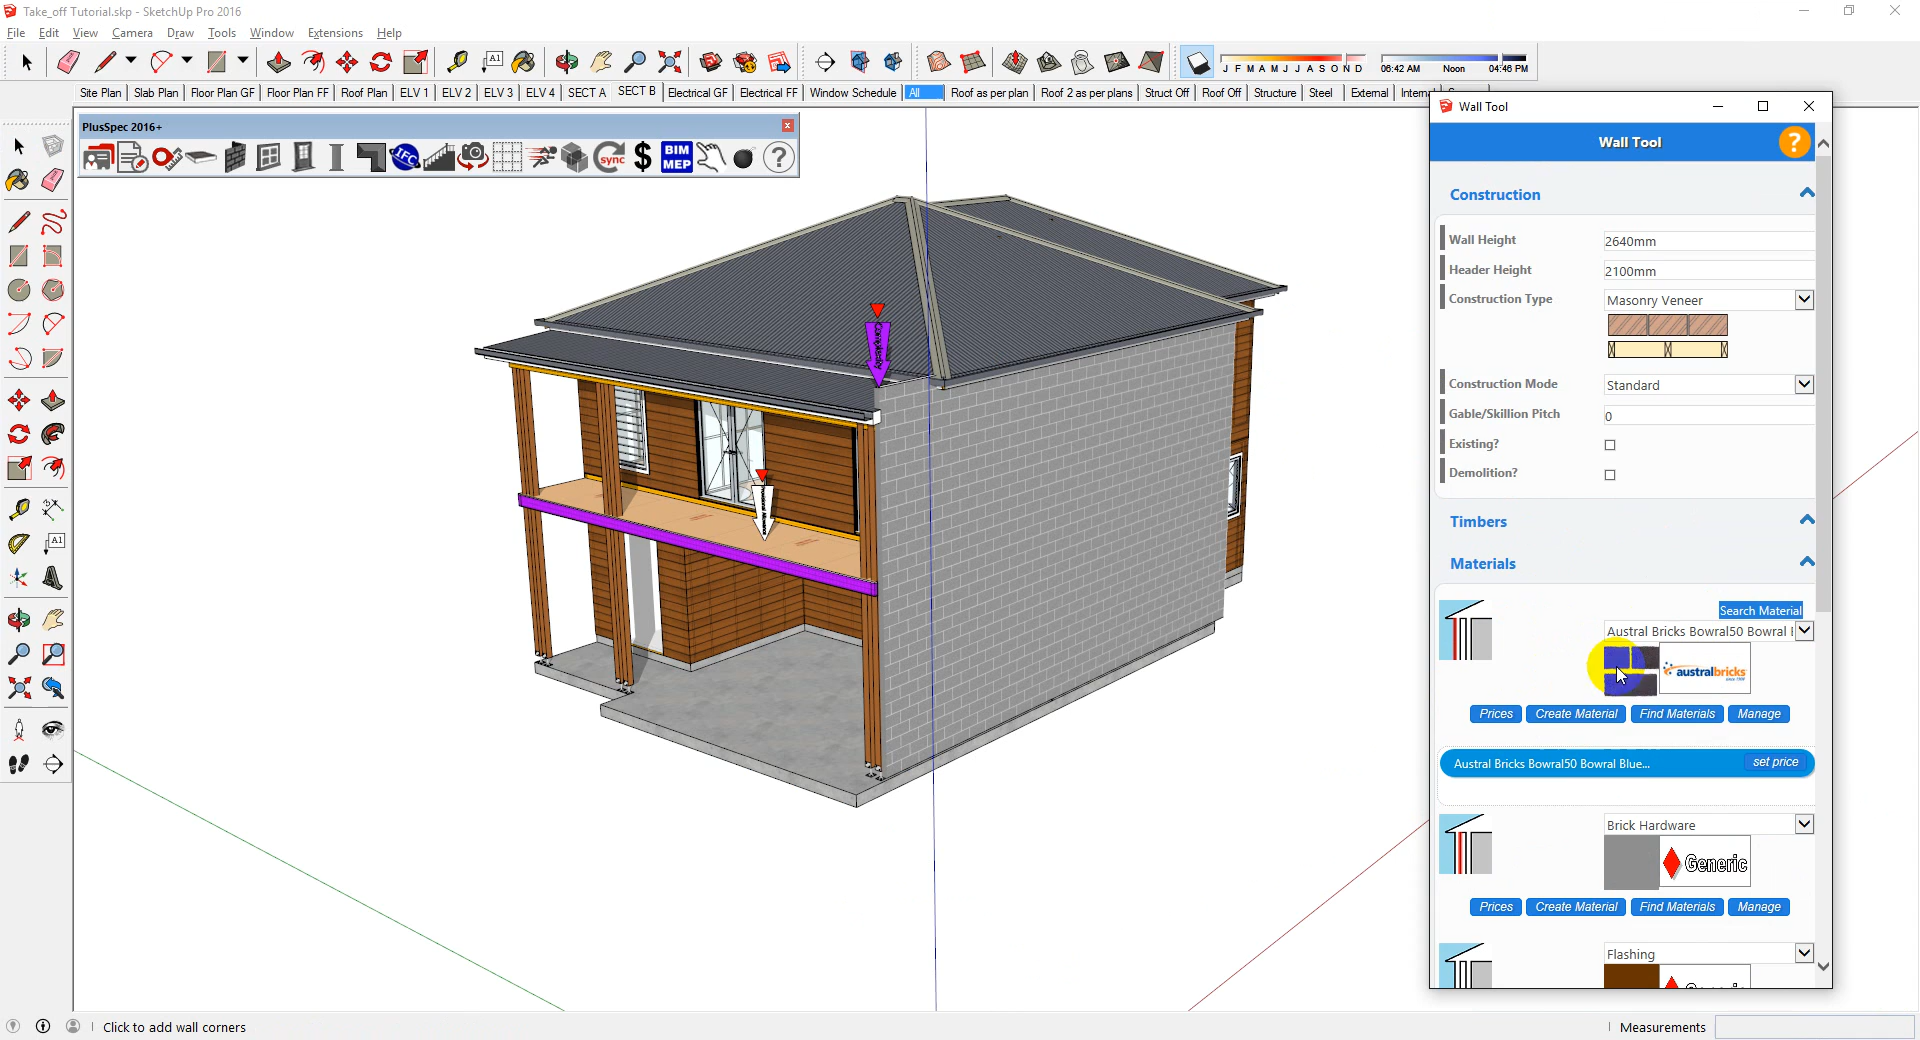 Take_off Tutorial.skp - SketchUp Pro 2016
File Edit View Camera Draw Tools Window Extensions Help
A1
J F M A M J J A S O N D
06:42 AM Noon 04:46 PM
Site Plan Slab Plan Floor Plan GF Floor Plan FF Roof Plan ELV 1 ELV 2 ELV 3 ELV 4 SECT A SECT B Electrical GF Electrical FF Window Schedule All Roof as per plan Roof 2 as per plans Struct Off Roof Off Structure Steel External
PlusSpec 2016+
IFC
sync
$
BIM
MEP
?
A1
Wall Tool
Wall Tool
?
Construction
Wall Height 2640mm
Header Height 2100mm
Construction Type Masonry Veneer
Construction Mode Standard
Gable/Skillion Pitch 0
Existing?
Demolition?
Timbers
Materials
Search Material
Austral Bricks Bowral50 Bowral
australbricks
Prices Create Material Find Materials Manage
Austral Bricks Bowral50 Bowral Blue... set price
Brick Hardware
Generic
Prices Create Material Find Materials Manage
Flashing
Click to add wall corners
Measurements